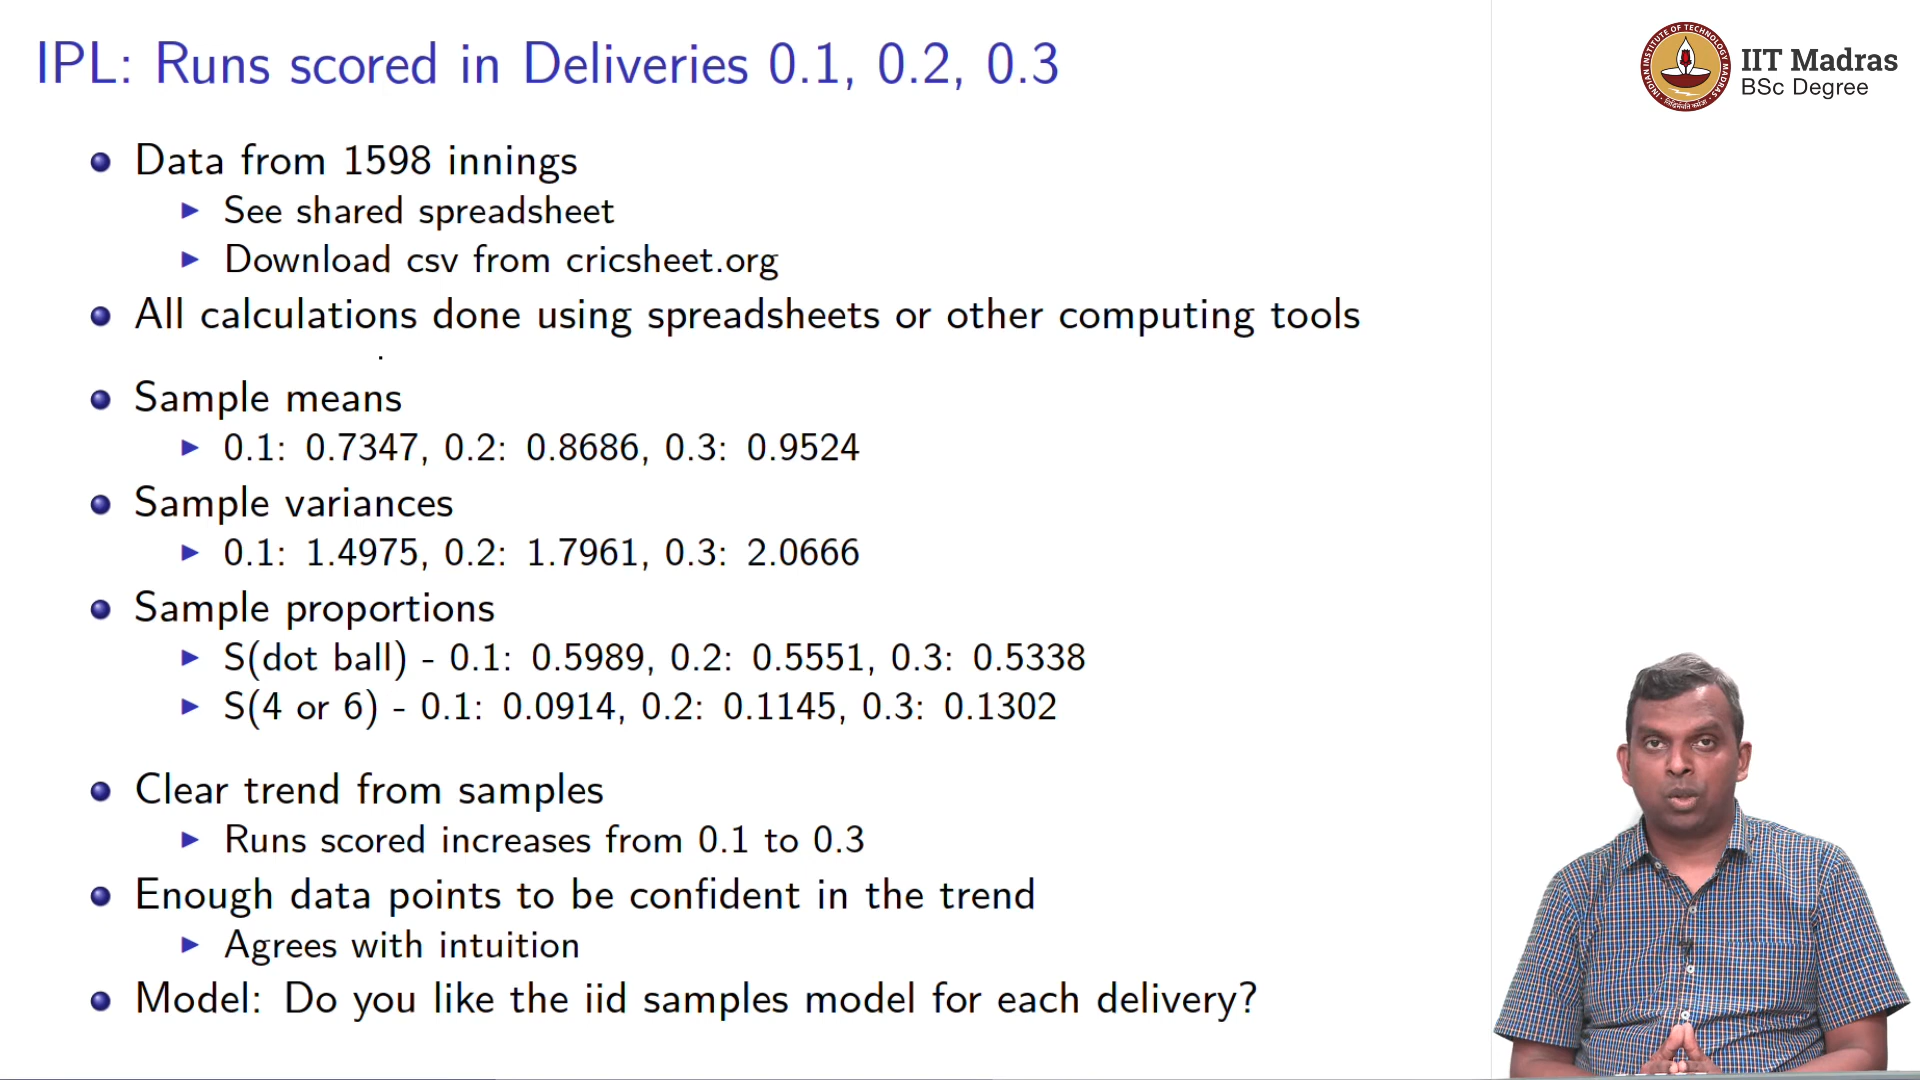 IPL: Runs scored in Deliveries 0.1, 0.2, 0.3
IIT Madras
BSc Degree
Data from 1598 innings
See shared spreadsheet
Download csv from cricsheet.org
All calculations done using spreadsheets or other computing tools
Sample means
0.1: 0.7347, 0.2: 0.8686, 0.3: 0.9524
Sample variances
0.1: 1.4975, 0.2: 1.7961, 0.3: 2.0666
Sample proportions
S(dot ball) - 0.1: 0.5989, 0.2: 0.5551, 0.3: 0.5338
S(4 or 6) - 0.1: 0.0914, 0.2: 0.1145, 0.3: 0.1302
Clear trend from samples
Runs scored increases from 0.1 to 0.3
Enough data points to be confident in the trend
Agrees with intuition
Model: Do you like the iid samples model for each delivery?
INDIAN INSTITUTE OF TECHNOLOGY MADRAS